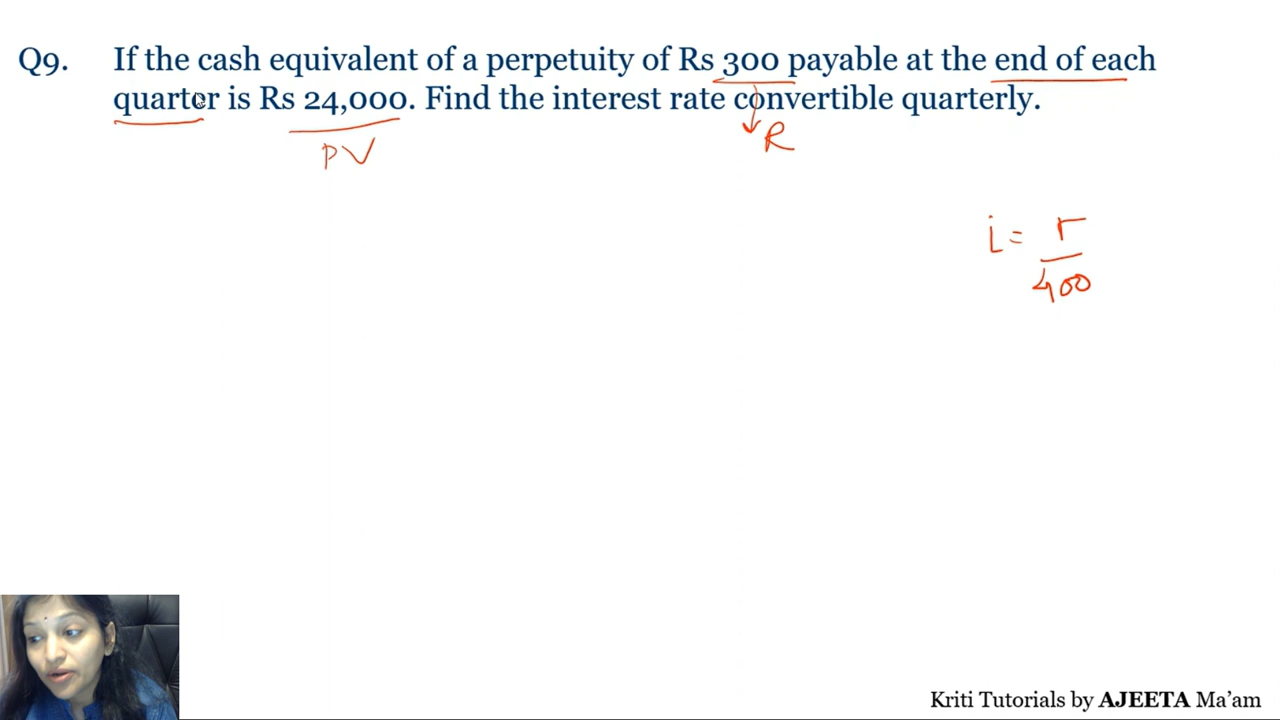 Q9. If the cash equivalent of a perpetuity of Rs 300 payable at the end of each
quarter is Rs 24,000. Find the interest rate convertible quarterly.
PV
R
i = r
400
Kriti Tutorials by AJEETA Ma'am